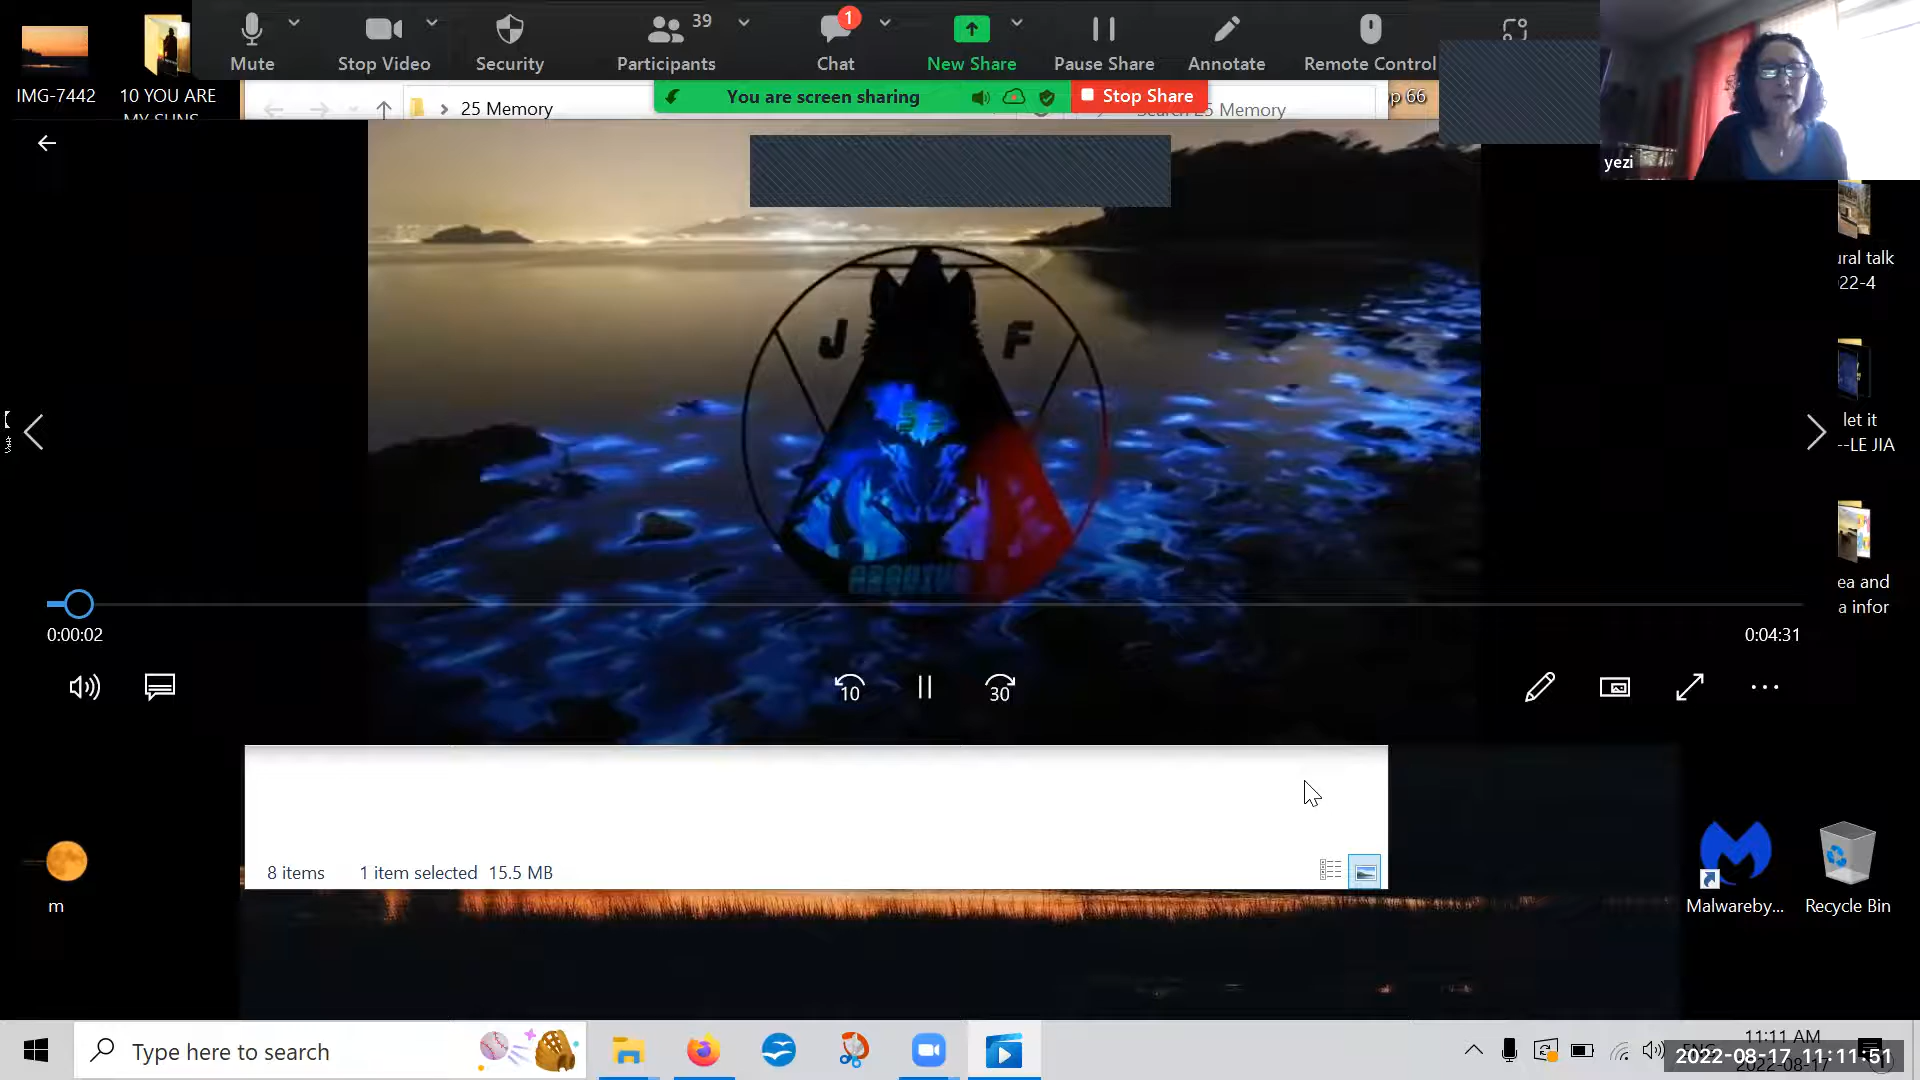 Mute
Stop Video
Security
39
Participants
1
Chat
New Share
Pause Share
Annotate
Remote Control
IMG-7442
10 YOU ARE
25 Memory
You are screen sharing
Stop Share
p 66
yezi
J F
ural talk
022-4
let it
--LE JIA
ea and
a infor
0:00:02
0:04:31
10
30
8 items 1 item selected 15.5 MB
m
Malwareby...
Recycle Bin
Type here to search
11:11 AM
2022-08-17 11:11:51